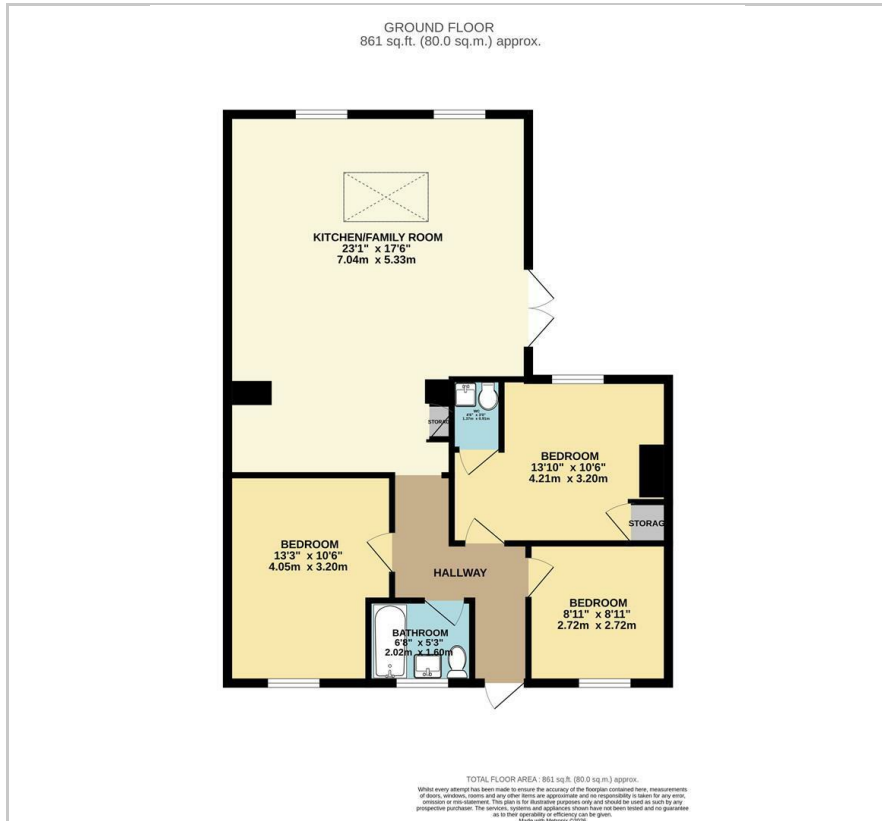 GROUND FLOOR
861 sq.ft. (80.0 sq.m.) approx.
KITCHEN/FAMILY ROOM
23'1" x 17'6"
7.04m x 5.33m
STORAG
WC
BEDROOM
13'10" x 10'6"
4.21m x 3.20m
STORAG
BEDROOM
13'3" x 10'6"
4.05m x 3.20m
HALLWAY
BEDROOM
8'11" x 8'11"
2.72m x 2.72m
BATHROOM
6'8" x 5'3"
2.02m x 1.60m
TOTAL FLOOR AREA : 861 sq.ft. (80.0 sq.m.) approx.
Whilst every attempt has been made to ensure the accuracy of the floorplan contained here, measurements
of doors, windows, rooms and any other items are approximate and no responsibility is taken for any error,
omission or mis-statement. This plan is for illustrative purposes only and should be used as such by any
prospective purchaser. The services, systems and appliances shown have not been tested and no guarantee
as to their operability or efficiency can be given.
Made with Metropix ©2026